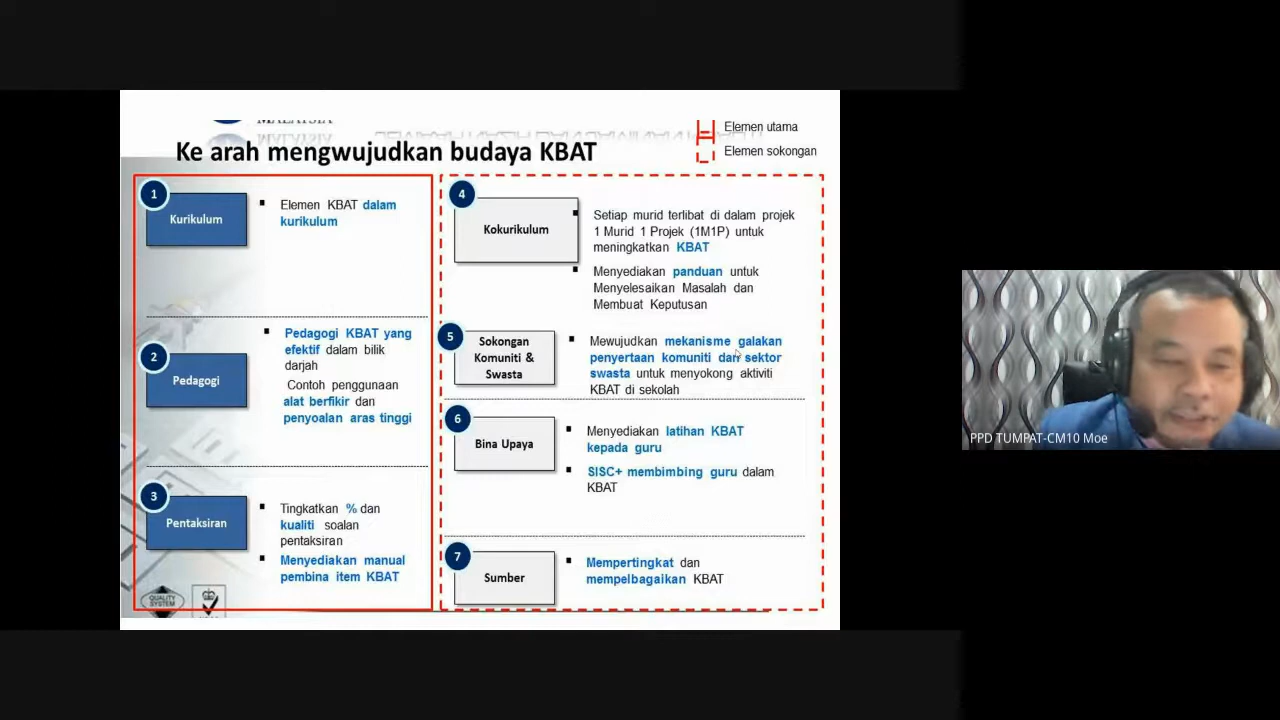 MALAYSIA
Elemen utama
Elemen sokongan
Ke arah mengwujudkan budaya KBAT
1
Kurikulum
Elemen KBAT dalam
kurikulum
2
Pedagogi
Pedagogi KBAT yang
efektif dalam bilik
darjah
Contoh penggunaan
alat berfikir dan
penyoalan aras tinggi
3
Pentaksiran
Tingkatkan % dan
kualiti soalan
pentaksiran
Menyediakan manual
pembina item KBAT
QUALITY
SYSTEM
4
Kokurikulum
Setiap murid terlibat di dalam projek
1 Murid 1 Projek (1M1P) untuk
meningkatkan KBAT
Menyediakan panduan untuk
Menyelesaikan Masalah dan
Membuat Keputusan
5
Sokongan
Komuniti &
Swasta
Mewujudkan mekanisme galakan
penyertaan komuniti dan sektor
swasta untuk menyokong aktiviti
KBAT di sekolah
6
Bina Upaya
Menyediakan latihan KBAT
kepada guru
SISC+ membimbing guru dalam
KBAT
7
Sumber
Mempertingkat dan
mempelbagaikan KBAT
PPD TUMPAT-CM10 Moe